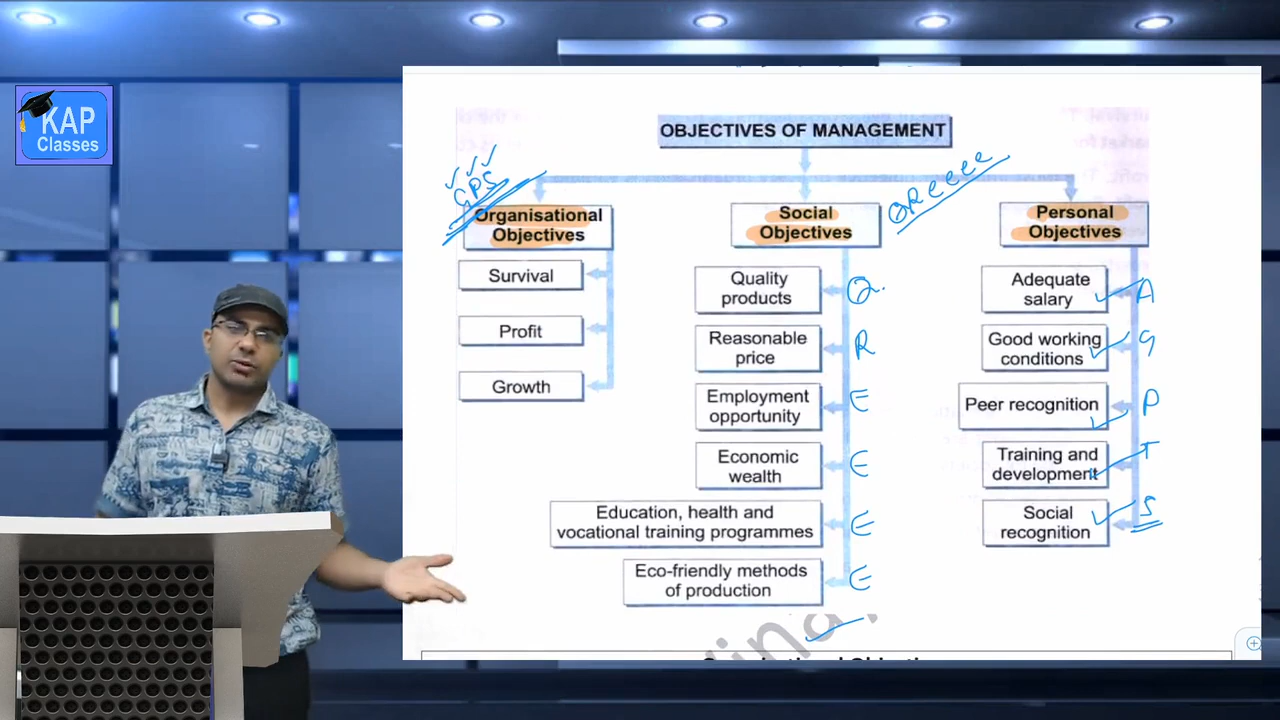 KAP
Classes
OBJECTIVES OF MANAGEMENT
GPS
Organisational
Objectives
Survival
Profit
Growth
QReeee
Social
Objectives
Quality
products
Q.
Reasonable
price
R
Employment
opportunity
E
Economic
wealth
E
Education, health and
vocational training programmes
E
Eco-friendly methods
of production
E
Personal
Objectives
Adequate
salary
A
Good working
conditions
G
Peer recognition
P
Training and
development
T
Social
recognition
S